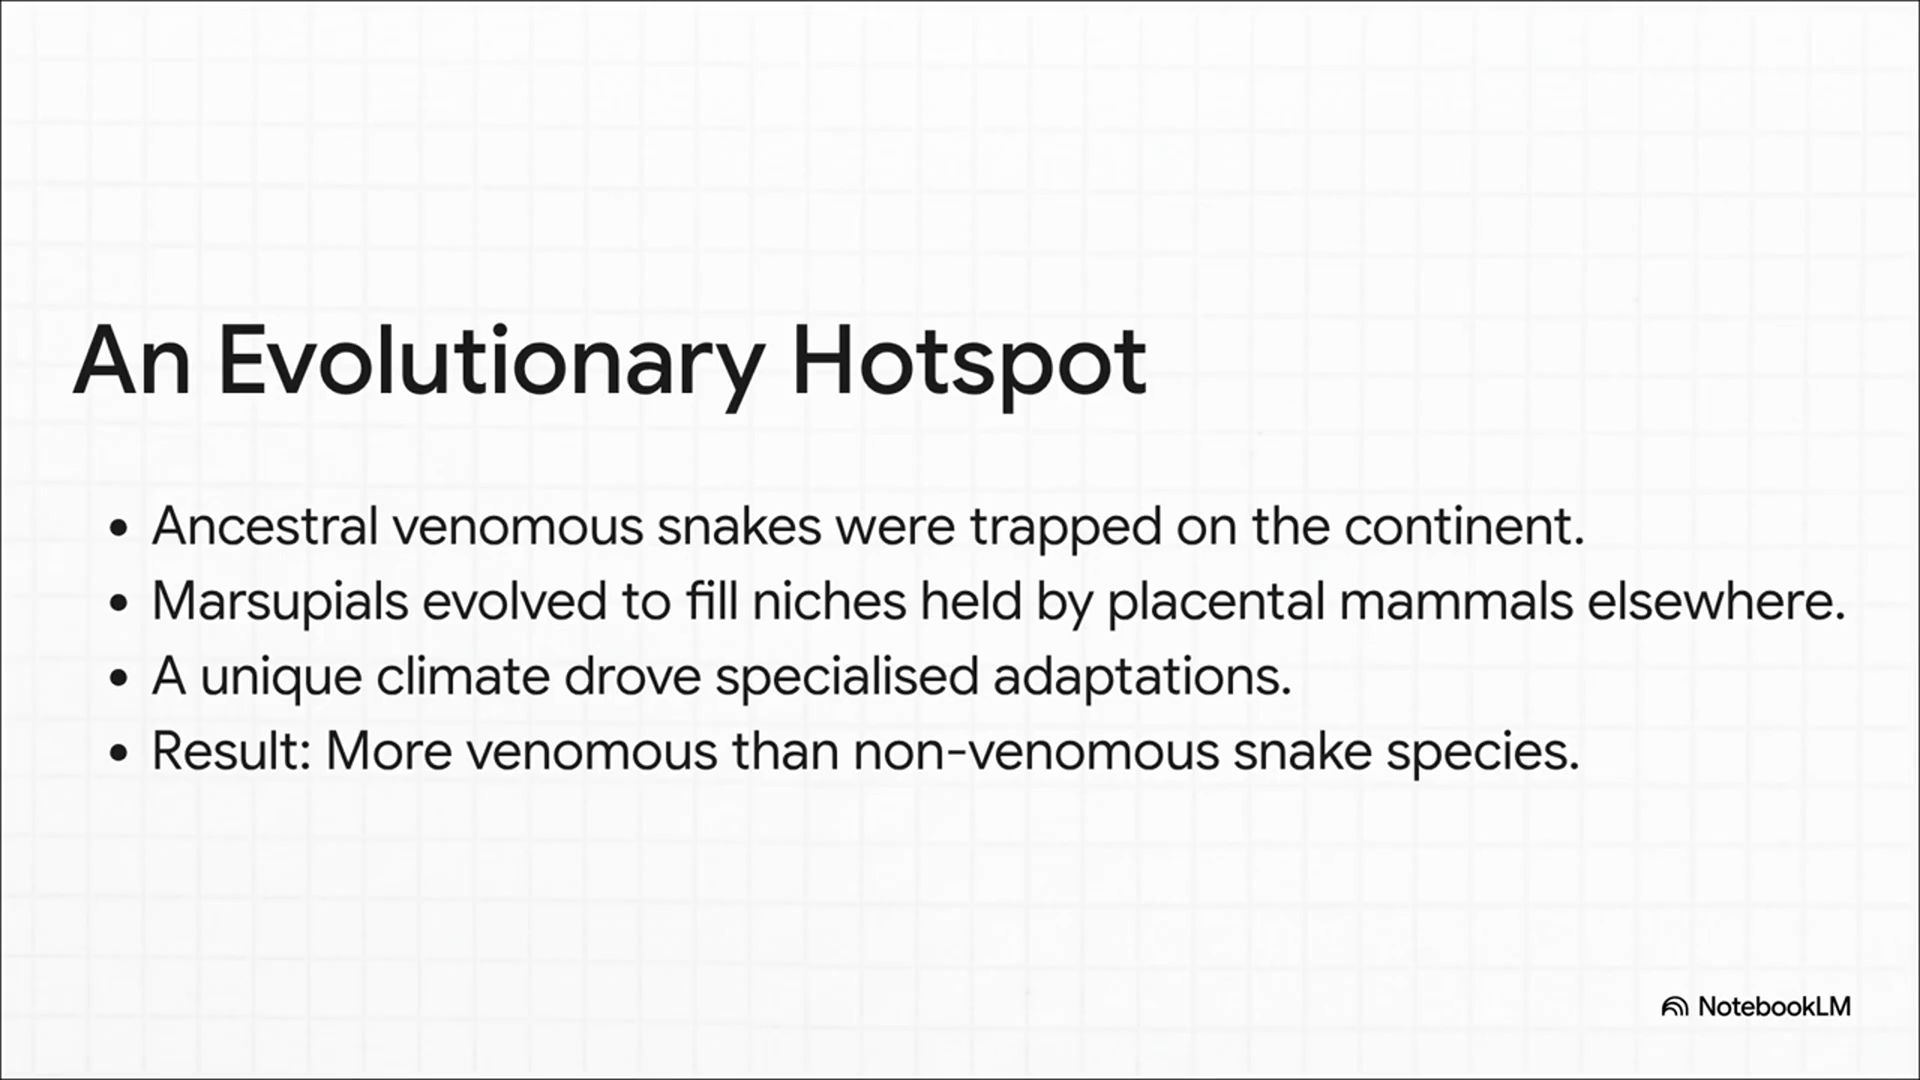 An Evolutionary Hotspot
• Ancestral venomous snakes were trapped on the continent.
• Marsupials evolved to fill niches held by placental mammals elsewhere.
• A unique climate drove specialised adaptations.
• Result: More venomous than non-venomous snake species.
NotebookLM